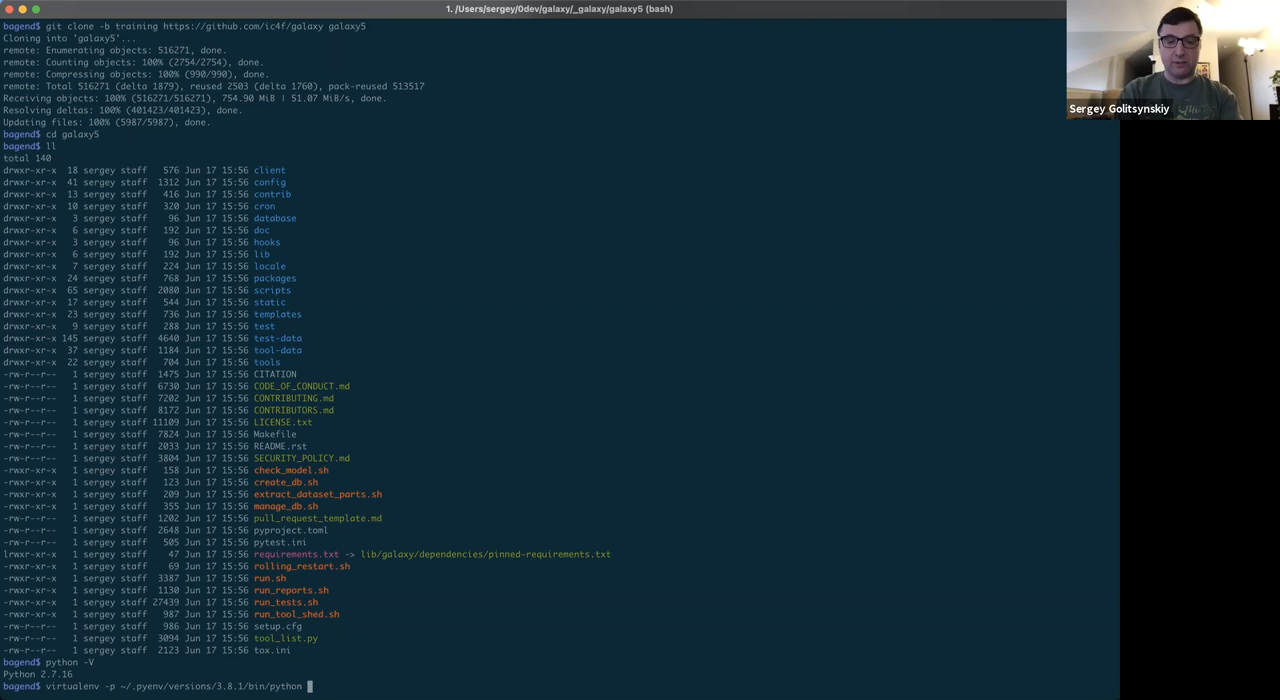 1. /Users/sergey/0dev/galaxy/_galaxy/galaxy5 (bash)
bagend$ git clone -b training https://github.com/ic4f/galaxy galaxy5
Cloning into 'galaxy5'...
remote: Enumerating objects: 516271, done.
remote: Counting objects: 100% (2754/2754), done.
remote: Compressing objects: 100% (990/990), done.
remote: Total 516271 (delta 1879), reused 2503 (delta 1760), pack-reused 513517
Receiving objects: 100% (516271/516271), 754.90 MiB | 51.07 MiB/s, done.
Resolving deltas: 100% (401423/401423), done.
Updating files: 100% (5987/5987), done.
bagend$ cd galaxy5
bagend$ ll
total 140
drwxr-xr-x 18 sergey staff 576 Jun 17 15:56 client
drwxr-xr-x 41 sergey staff 1312 Jun 17 15:56 config
drwxr-xr-x 13 sergey staff 416 Jun 17 15:56 contrib
drwxr-xr-x 10 sergey staff 320 Jun 17 15:56 cron
drwxr-xr-x 3 sergey staff 96 Jun 17 15:56 database
drwxr-xr-x 6 sergey staff 192 Jun 17 15:56 doc
drwxr-xr-x 3 sergey staff 96 Jun 17 15:56 hooks
drwxr-xr-x 6 sergey staff 192 Jun 17 15:56 lib
drwxr-xr-x 7 sergey staff 224 Jun 17 15:56 locale
drwxr-xr-x 24 sergey staff 768 Jun 17 15:56 packages
drwxr-xr-x 65 sergey staff 2080 Jun 17 15:56 scripts
drwxr-xr-x 17 sergey staff 544 Jun 17 15:56 static
drwxr-xr-x 23 sergey staff 736 Jun 17 15:56 templates
drwxr-xr-x 9 sergey staff 288 Jun 17 15:56 test
drwxr-xr-x 145 sergey staff 4640 Jun 17 15:56 test-data
drwxr-xr-x 37 sergey staff 1184 Jun 17 15:56 tool-data
drwxr-xr-x 22 sergey staff 704 Jun 17 15:56 tools
-rw-r--r-- 1 sergey staff 1475 Jun 17 15:56 CITATION
-rw-r--r-- 1 sergey staff 6730 Jun 17 15:56 CODE_OF_CONDUCT.md
-rw-r--r-- 1 sergey staff 7202 Jun 17 15:56 CONTRIBUTING.md
-rw-r--r-- 1 sergey staff 8172 Jun 17 15:56 CONTRIBUTORS.md
-rw-r--r-- 1 sergey staff 11109 Jun 17 15:56 LICENSE.txt
-rw-r--r-- 1 sergey staff 7824 Jun 17 15:56 Makefile
-rw-r--r-- 1 sergey staff 2033 Jun 17 15:56 README.rst
-rw-r--r-- 1 sergey staff 3804 Jun 17 15:56 SECURITY_POLICY.md
-rwxr-xr-x 1 sergey staff 158 Jun 17 15:56 check_model.sh
-rwxr-xr-x 1 sergey staff 123 Jun 17 15:56 create_db.sh
-rwxr-xr-x 1 sergey staff 209 Jun 17 15:56 extract_dataset_parts.sh
-rwxr-xr-x 1 sergey staff 355 Jun 17 15:56 manage_db.sh
-rw-r--r-- 1 sergey staff 1202 Jun 17 15:56 pull_request_template.md
-rw-r--r-- 1 sergey staff 2648 Jun 17 15:56 pyproject.toml
-rw-r--r-- 1 sergey staff 505 Jun 17 15:56 pytest.ini
lrwxr-xr-x 1 sergey staff 47 Jun 17 15:56 requirements.txt -> lib/galaxy/dependencies/pinned-requirements.txt
-rwxr-xr-x 1 sergey staff 69 Jun 17 15:56 rolling_restart.sh
-rwxr-xr-x 1 sergey staff 3387 Jun 17 15:56 run.sh
-rwxr-xr-x 1 sergey staff 1130 Jun 17 15:56 run_reports.sh
-rwxr-xr-x 1 sergey staff 27439 Jun 17 15:56 run_tests.sh
-rwxr-xr-x 1 sergey staff 987 Jun 17 15:56 run_tool_shed.sh
-rw-r--r-- 1 sergey staff 986 Jun 17 15:56 setup.cfg
-rw-r--r-- 1 sergey staff 3094 Jun 17 15:56 tool_list.py
-rw-r--r-- 1 sergey staff 2123 Jun 17 15:56 tox.ini
bagend$ python -V
Python 2.7.16
bagend$ virtualenv -p ~/.pyenv/versions/3.8.1/bin/python
Sergey Golitsynskiy